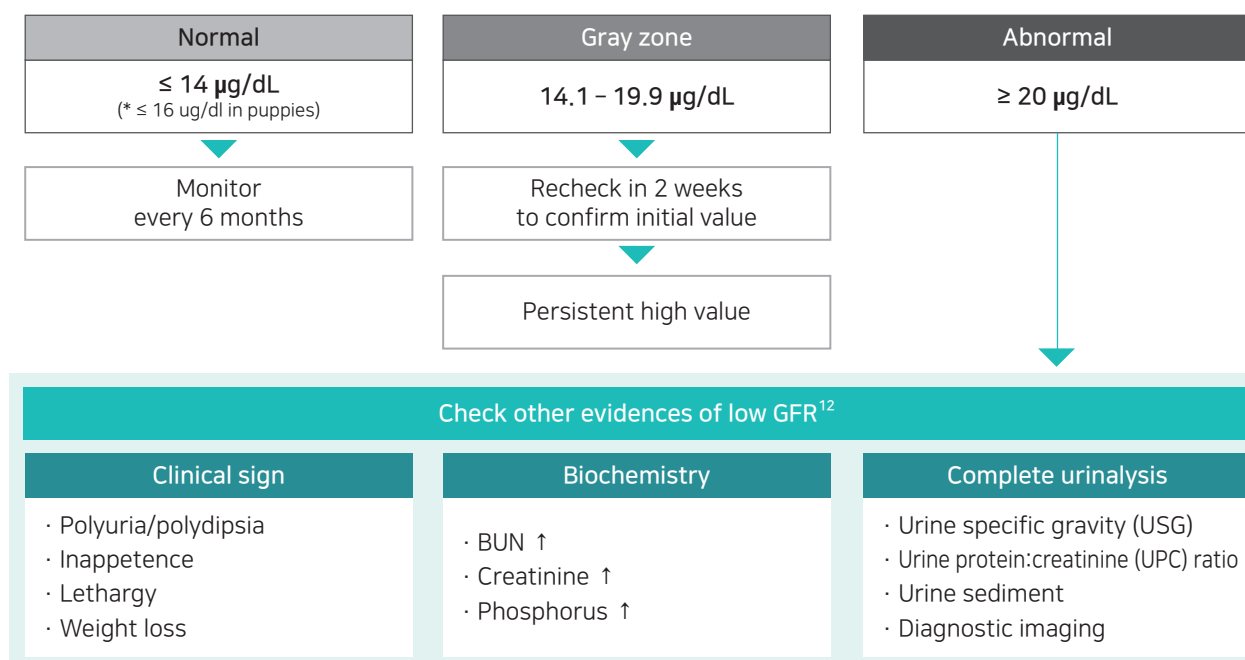 Normal
≤ 14 µg/dL
(* ≤ 16 ug/dl in puppies)
Monitor
every 6 months
Gray zone
14.1 – 19.9 µg/dL
Recheck in 2 weeks
to confirm initial value
Persistent high value
Abnormal
≥ 20 µg/dL
Check other evidences of low GFR¹²
Clinical sign
· Polyuria/polydipsia
· Inappetence
· Lethargy
· Weight loss
Biochemistry
· BUN ↑
· Creatinine ↑
· Phosphorus ↑
Complete urinalysis
· Urine specific gravity (USG)
· Urine protein:creatinine (UPC) ratio
· Urine sediment
· Diagnostic imaging